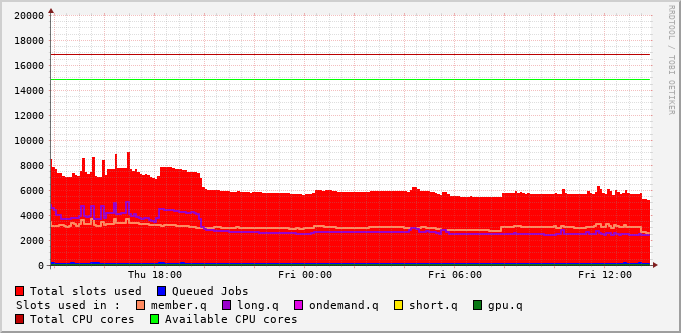 20000
18000
16000
14000
12000
10000
8000
6000
4000
2000
0
Thu 18:00 Fri 00:00 Fri 06:00 Fri 12:00
Total slots used Queued Jobs
Slots used in : member.q long.q ondemand.q short.q gpu.q
Total CPU cores Available CPU cores
RRDTOOL / TOBI OETIKER